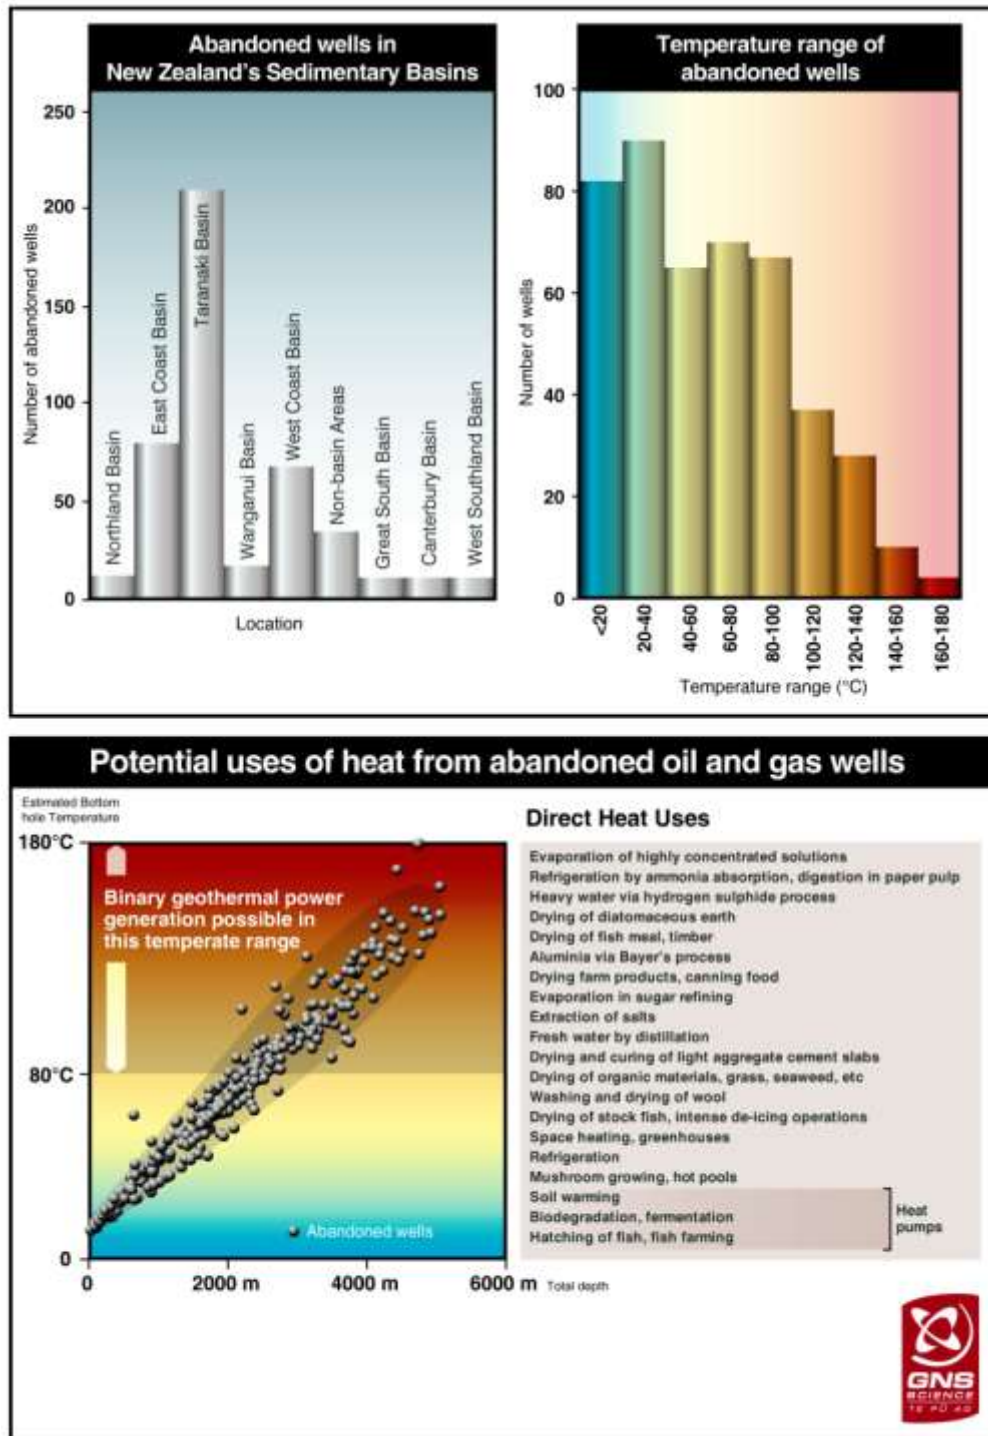 Abandoned wells in
New Zealand's Sedimentary Basins
Number of abandoned wells
250
200
150
100
50
0
Northland Basin
East Coast Basin
Taranaki Basin
Wanganui Basin
West Coast Basin
Non-basin Areas
Great South Basin
Canterbury Basin
West Southland Basin
Location
Temperature range of
abandoned wells
Number of wells
100
80
60
40
20
0
<20
20-40
40-60
60-80
80-100
100-120
120-140
140-160
160-180
Temperature range (°C)
Potential uses of heat from abandoned oil and gas wells
Estimated Bottom
hole Temperature
180°C
80°C
0
Binary geothermal power
generation possible in
this temperate range
Abandoned wells
0
2000 m
4000 m
6000 m
Total depth
Direct Heat Uses
Evaporation of highly concentrated solutions
Refrigeration by ammonia absorption, digestion in paper pulp
Heavy water via hydrogen sulphide process
Drying of diatomaceous earth
Drying of fish meal, timber
Aluminia via Bayer's process
Drying farm products, canning food
Evaporation in sugar refining
Extraction of salts
Fresh water by distillation
Drying and curing of light aggregate cement slabs
Drying of organic materials, grass, seaweed, etc
Washing and drying of wool
Drying of stock fish, intense de-icing operations
Space heating, greenhouses
Refrigeration
Mushroom growing, hot pools
Soil warming
Biodegradation, fermentation
Hatching of fish, fish farming
Heat
pumps
GNS
SCIENCE
TE PŪ AO